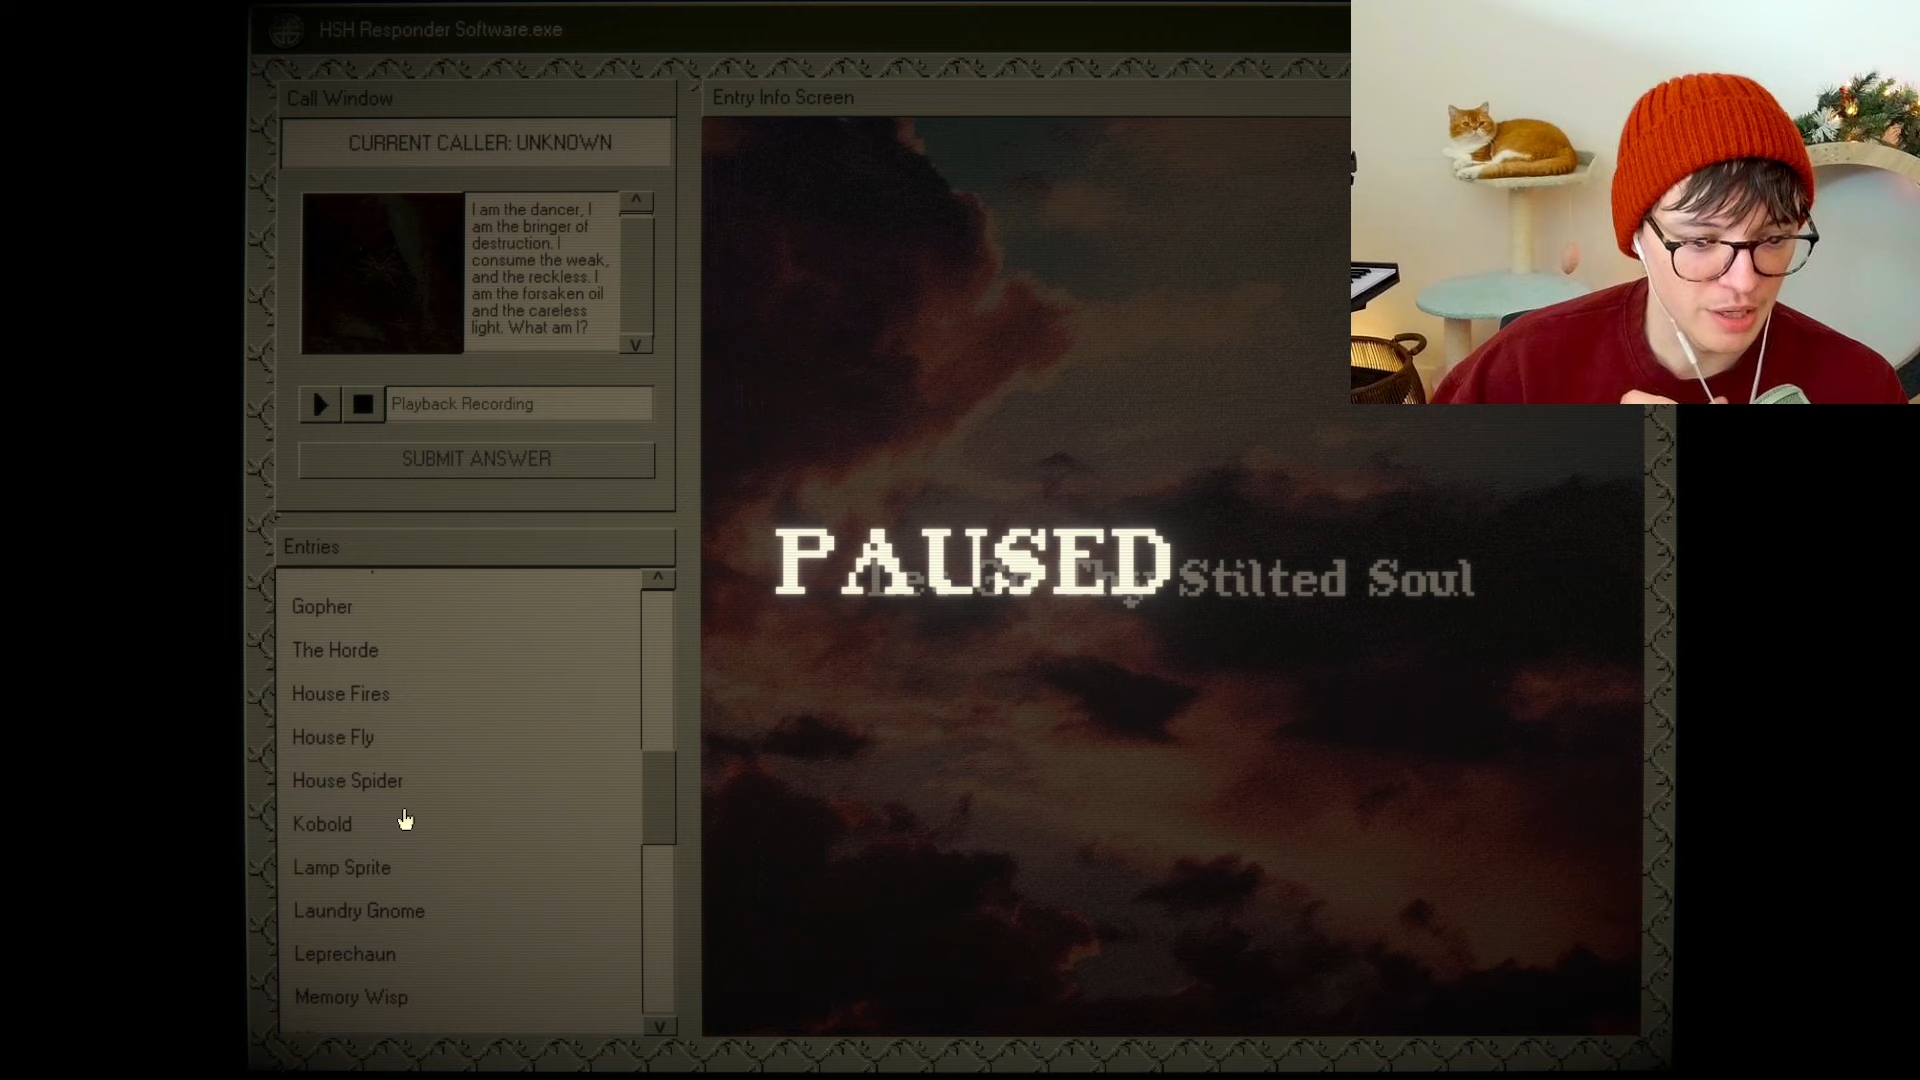 HSH Responder Software.exe
Call Window
CURRENT CALLER: UNKNOWN
I am the dancer, I
am the bringer of
destruction. I
consume the weak,
and the reckless. I
am the forsaken oil
and the careless
light. What am I?
Playback Recording
SUBMIT ANSWER
Entries
Gopher
The Horde
House Fires
House Fly
House Spider
Kobold
Lamp Sprite
Laundry Gnome
Leprechaun
Memory Wisp
Entry Info Screen
PAUSED
Stilted Soul